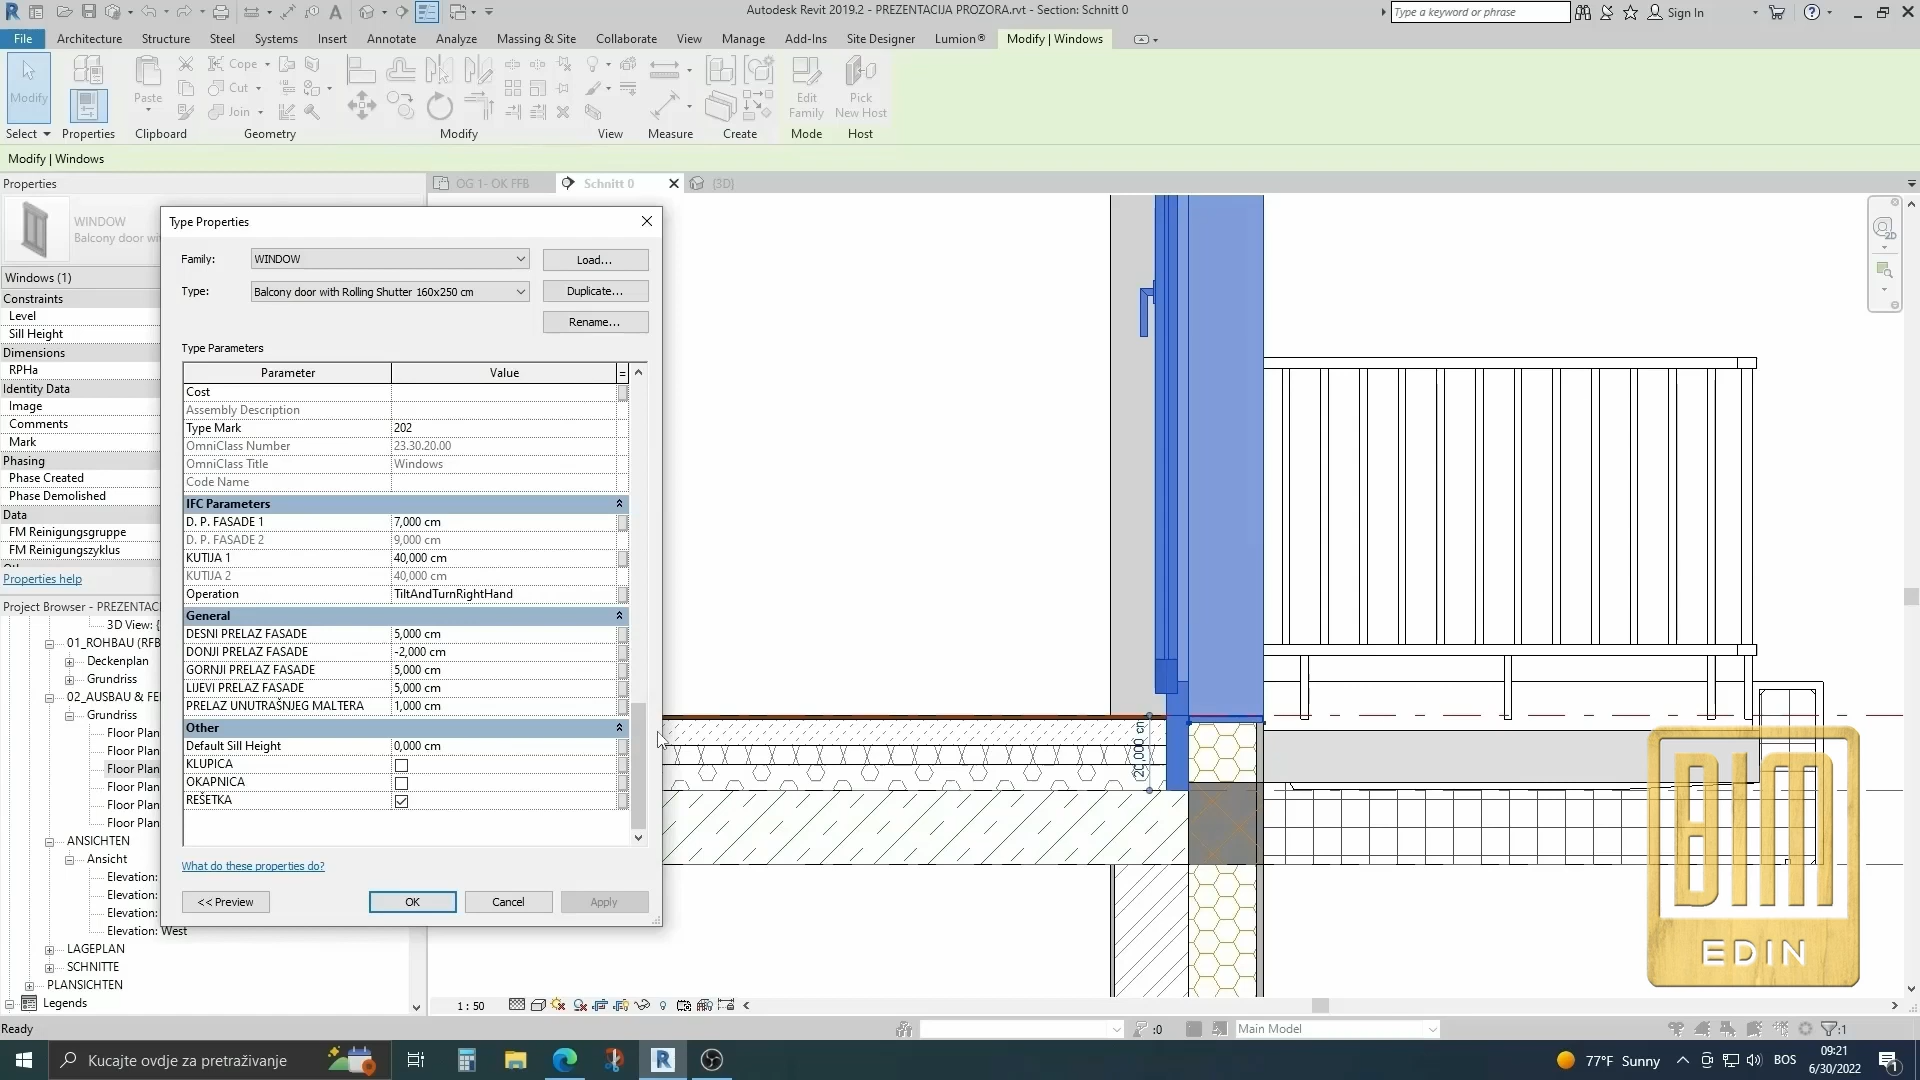 Autodesk Revit 2019.2 - PREZENTACIJA PROZORA.rvt - Section: Schnitt 0
Type a keyword or phrase
Sign In
File Architecture Structure Steel Systems Insert Annotate Analyze Massing & Site Collaborate View Manage Add-Ins Site Designer Lumion® Modify | Windows
Modify
Paste
Cope
Cut
Join
Edit Family
Pick New Host
Select Properties Clipboard Geometry Modify View Measure Create Mode Host
Modify | Windows
Properties
OG 1- OK FFB
Schnitt 0
{3D}
WINDOW
Balcony door wi
Windows (1)
Constraints
Level
Sill Height
Dimensions
RPHa
Identity Data
Image
Comments
Mark
Phasing
Phase Created
Phase Demolished
Data
FM Reinigungsgruppe
FM Reinigungszyklus
Properties help
Project Browser - PREZENTAC
3D View: {
01_ROHBAU (RFB
Deckenplan
Grundriss
02_AUSBAU & FE
Grundriss
Floor Plan
Floor Plan
Floor Plan
Floor Plan
Floor Plan
Floor Plan
ANSICHTEN
Ansicht
Elevation:
Elevation:
Elevation:
Elevation: West
LAGEPLAN
SCHNITTE
PLANSICHTEN
Legends
Type Properties
Family: WINDOW Load...
Type: Balcony door with Rolling Shutter 160x250 cm Duplicate...
Rename...
Type Parameters
Parameter Value =
Cost
Assembly Description
Type Mark 202
OmniClass Number 23.30.20.00
OmniClass Title Windows
Code Name
IFC Parameters
D. P. FASADE 1 7,000 cm
D. P. FASADE 2 9,000 cm
KUTIJA 1 40,000 cm
KUTIJA 2 40,000 cm
Operation TiltAndTurnRightHand
General
DESNI PRELAZ FASADE 5,000 cm
DONJI PRELAZ FASADE -2,000 cm
GORNJI PRELAZ FASADE 5,000 cm
LIJEVI PRELAZ FASADE 5,000 cm
PRELAZ UNUTRAŠNJEG MALTERA 1,000 cm
Other
Default Sill Height 0,000 cm
KLUPICA
OKAPNICA
REŠETKA
What do these properties do?
<< Preview OK Cancel Apply
20,000 cm
2D
BIM
EDIN
1 : 50
Ready
:0
Main Model
:1
Kucajte ovdje za pretraživanje
77°F Sunny
BOS
09:21
6/30/2022
1